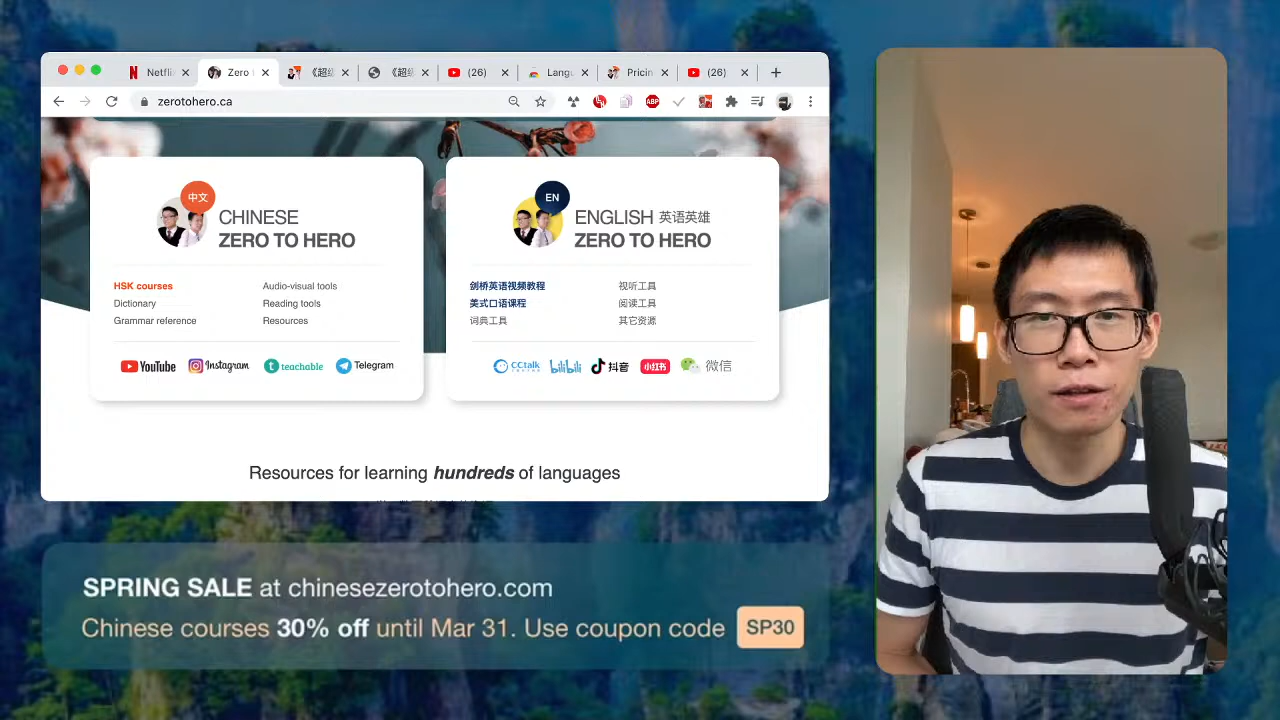 Netflix
Zero
《超级
《超级
(26)
Langu
Pricin
(26)
zerotohero.ca
ABP
中文
CHINESE
ZERO TO HERO
HSK courses
Dictionary
Grammar reference
Audio-visual tools
Reading tools
Resources
YouTube
Instagram
teachable
Telegram
EN
ENGLISH 英语英雄
ZERO TO HERO
剑桥英语视频教程
美式口语课程
词典工具
视听工具
阅读工具
其它资源
CCtalk
bilibili
抖音
小红书
微信
Resources for learning hundreds of languages
SPRING SALE at chinesezerotohero.com
Chinese courses 30% off until Mar 31. Use coupon code SP30